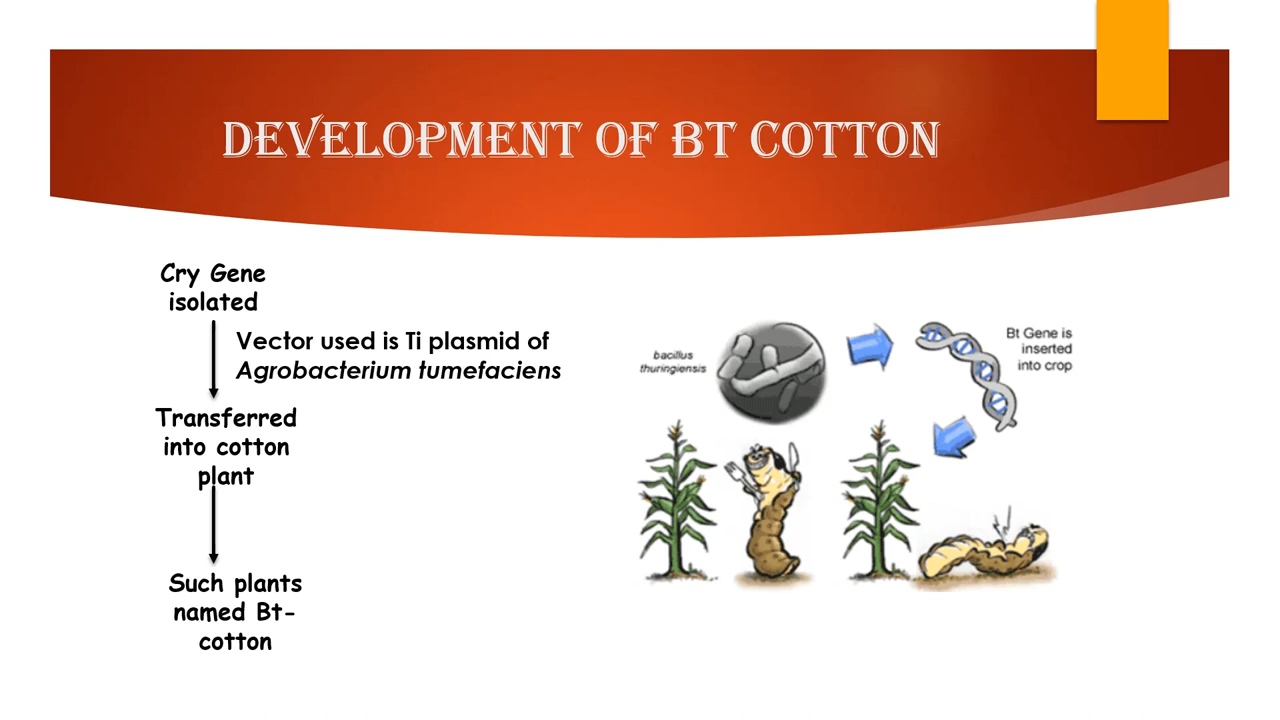 DEVELOPMENT OF BT COTTON
Cry Gene
isolated
Vector used is Ti plasmid of
Agrobacterium tumefaciens
Transferred
into cotton
plant
Such plants
named Bt-
cotton
bacillus
thuringiensis
Bt Gene is
inserted
into crop